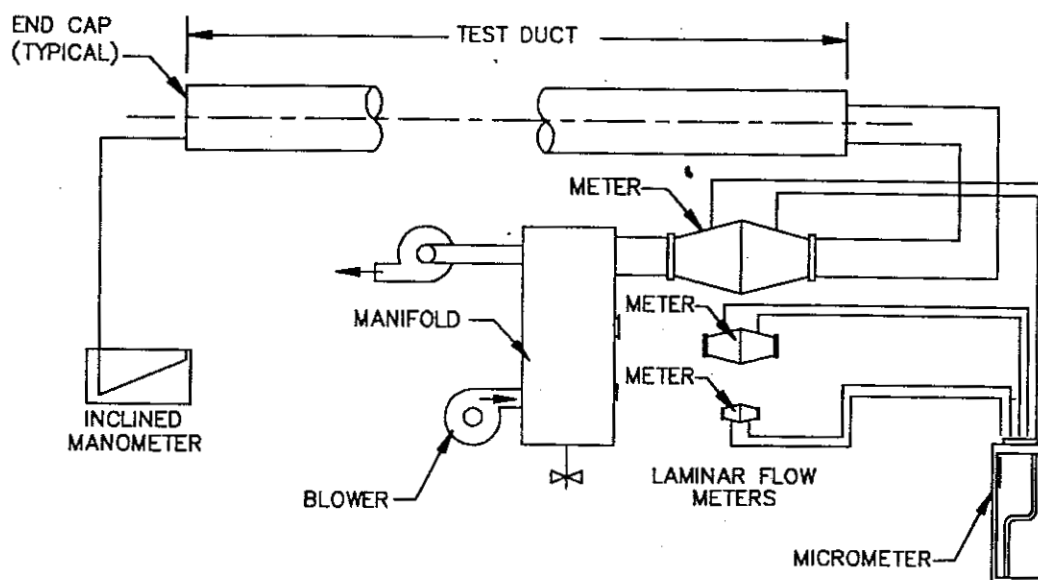 END CAP
(TYPICAL)
TEST DUCT
METER
MANIFOLD
METER
METER
INCLINED
MANOMETER
BLOWER
LAMINAR FLOW
METERS
MICROMETER